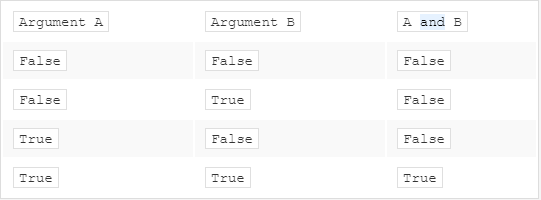 Argument A Argument B A and B
False False False
False True False
True False False
True True True